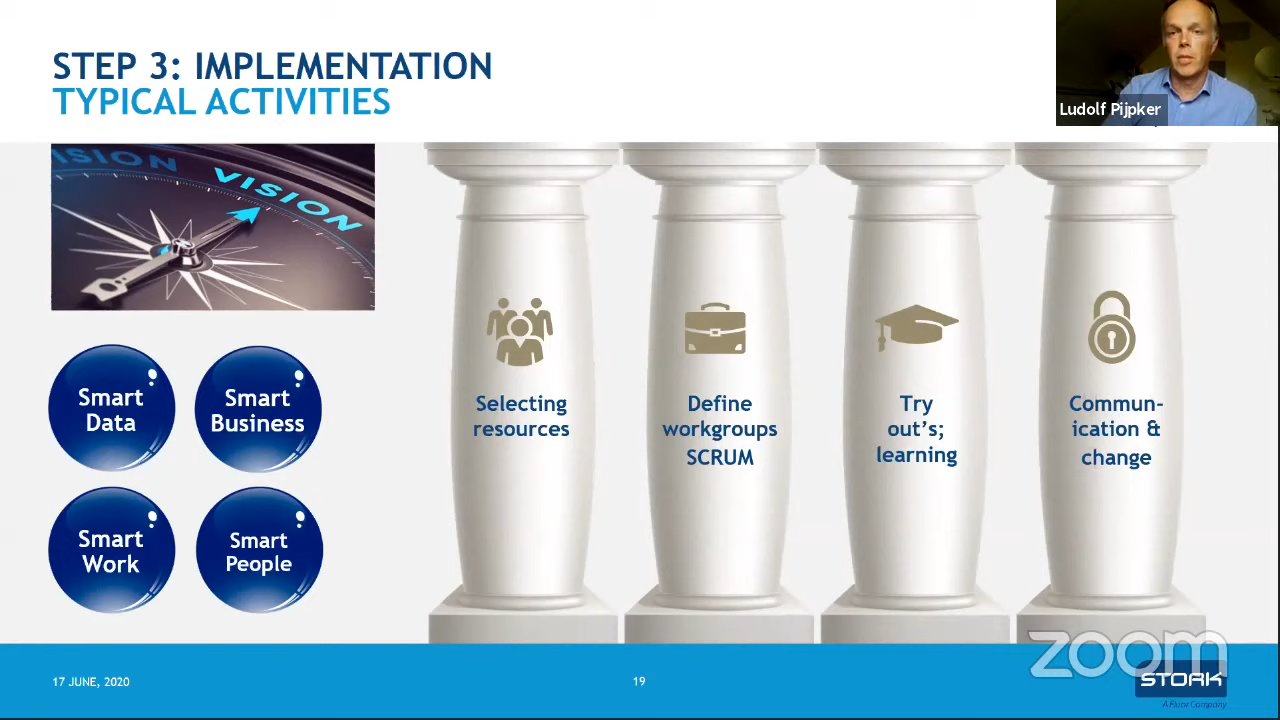 STEP 3: IMPLEMENTATION
TYPICAL ACTIVITIES
Ludolf Pijpker
ISION
VISION
Smart
Data
Smart
Business
Smart
Work
Smart
People
Selecting
resources
Define
workgroups
SCRUM
Try
out's;
learning
Commun-
ication &
change
17 JUNE, 2020
19
zoom
STORK
A Fluor Company